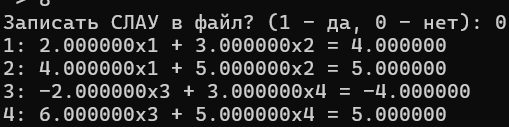 Записать СЛАУ в файл? (1 - да, 0 - нет): 0
1: 2.000000x1 + 3.000000x2 = 4.000000
2: 4.000000x1 + 5.000000x2 = 5.000000
3: -2.000000x3 + 3.000000x4 = -4.000000
4: 6.000000x3 + 5.000000x4 = 5.000000